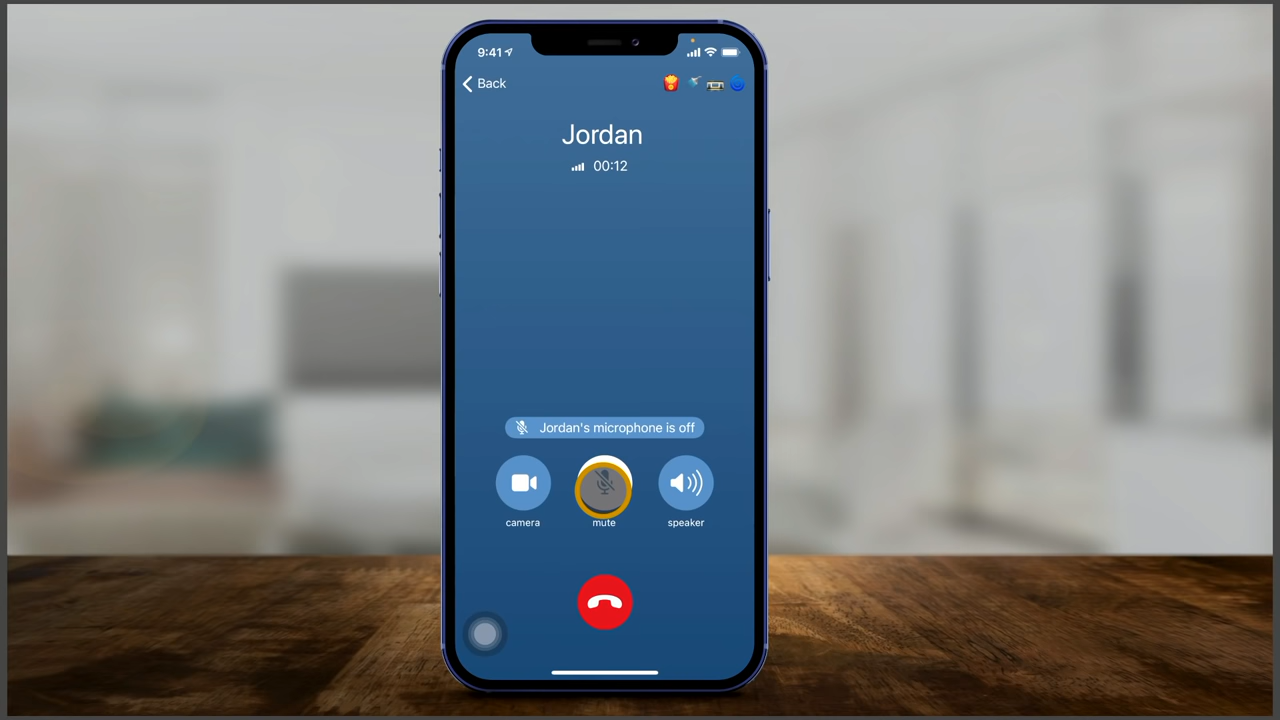 9:41
Back
Jordan
00:12
Jordan's microphone is off
camera
mute
speaker